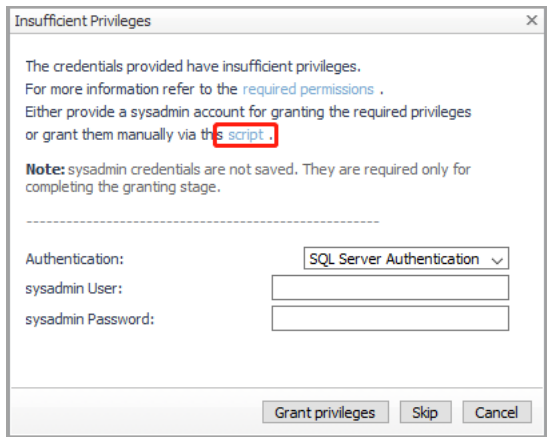 Insufficient Privileges
The credentials provided have insufficient privileges.
For more information refer to the required permissions .
Either provide a sysadmin account for granting the required privileges
or grant them manually via this script .
Note: sysadmin credentials are not saved. They are required only for
completing the granting stage.
------------------------------------------------------------
Authentication: SQL Server Authentication
sysadmin User:
sysadmin Password:
Grant privileges Skip Cancel